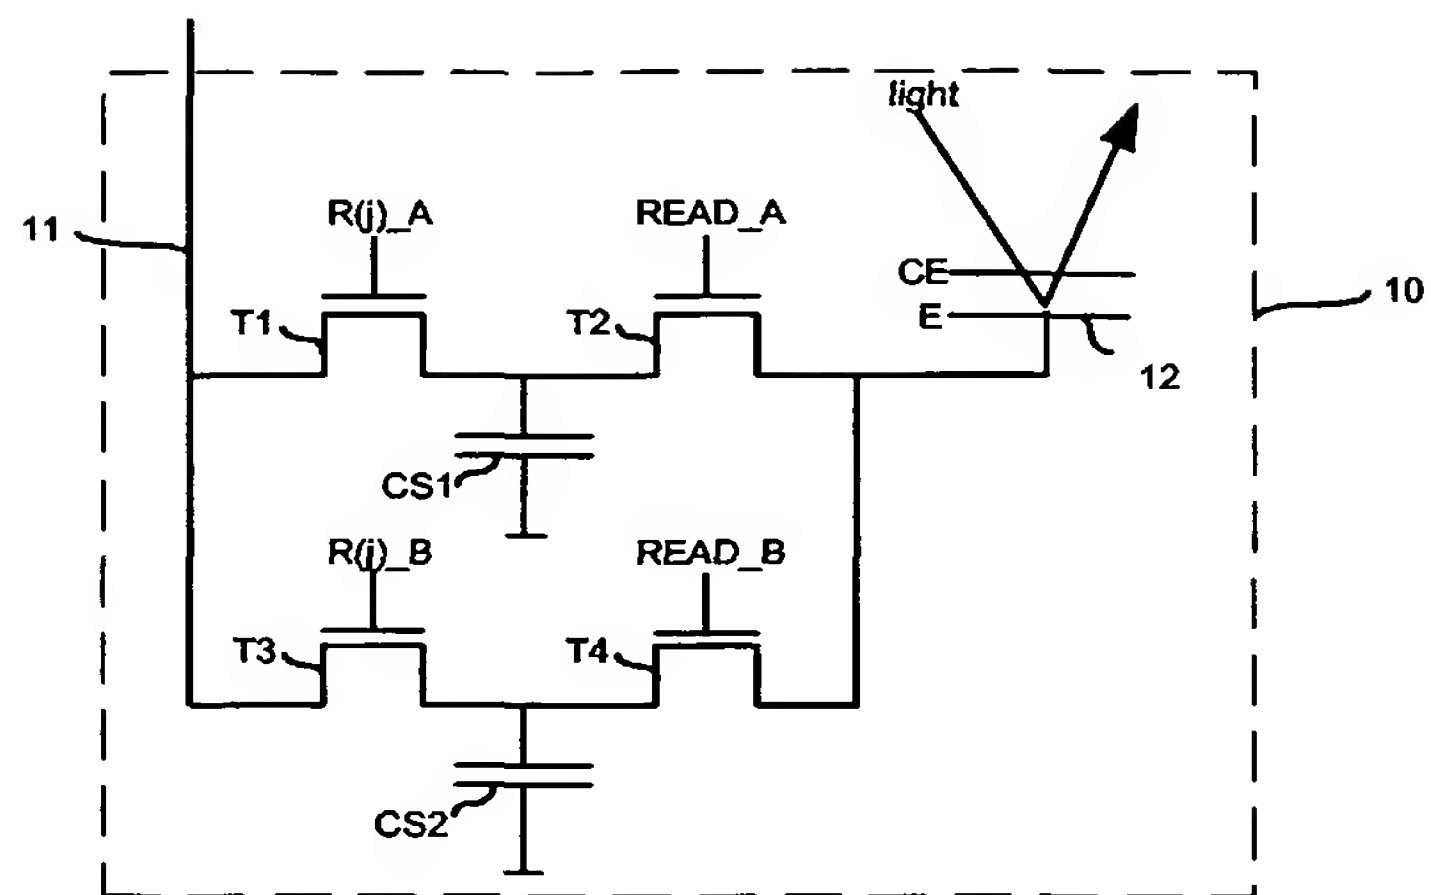 light
R(j)_A
READ_A
11
CE
10
T1
T2
E
12
CS1
R(j)_B
READ_B
T3
T4
CS2